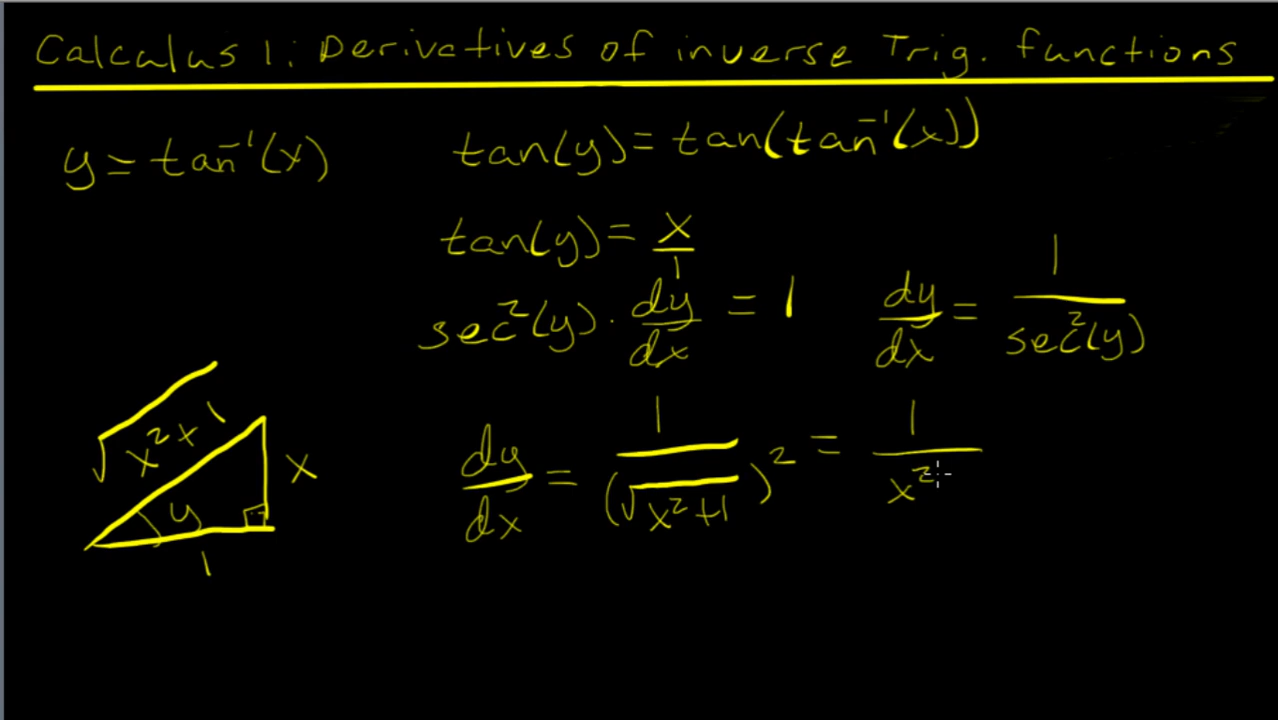 Calculus 1: Derivatives of inverse Trig. functions
y = tan⁻¹(x)    tan(y) = tan(tan⁻¹(x))
tan(y) = x/1
sec²(y) · dy/dx = 1    dy/dx = 1/sec²(y)
√x²+1    x    y    1
dy/dx = 1/(√x²+1)² = 1/x²